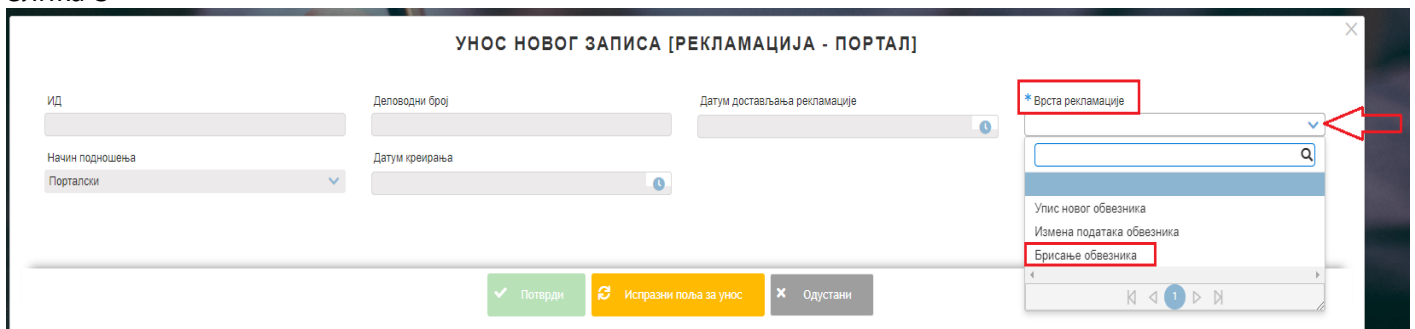 УНОС НОВОГ ЗАПИСА [РЕКЛАМАЦИЈА - ПОРТАЛ]
ИД
Деловодни број
Датум достављања рекламације
* Врста рекламације
Начин подношења
Датум креирања
Порталски
Упис новог обвезника
Измена података обвезника
Брисање обвезника
1
Потврди
Испразни поља за унос
Одустани